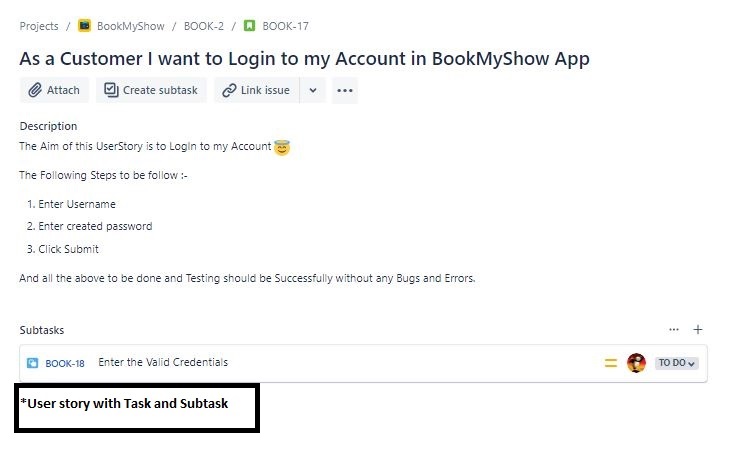 Projects / BookMyShow / BOOK-2 / BOOK-17
As a Customer I want to Login to my Account in BookMyShow App
Attach Create subtask Link issue
Description
The Aim of this UserStory is to LogIn to my Account
The Following Steps to be follow :-
1. Enter Username
2. Enter created password
3. Click Submit
And all the above to be done and Testing should be Successfully without any Bugs and Errors.
Subtasks
BOOK-18 Enter the Valid Credentials TO DO
*User story with Task and Subtask